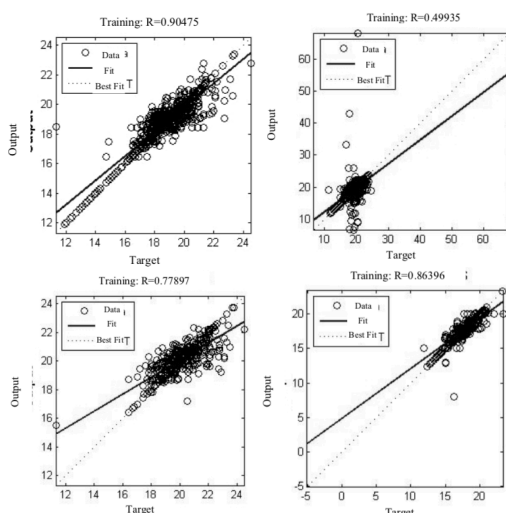 Training: R=0.90475
24
22
20
18
16
14
12
Data
Fit
Best Fit T
Output
12 14 16 18 20 22 24
Target
Training: R=0.49935
60
50
40
30
20
10
Data
Fit
Best Fit T
Output
10 20 30 40 50 60
Target
Training: R=0.77897
24
22
20
18
16
14
12
Data
Fit
Best Fit T
Output
12 14 16 18 20 22 24
Target
Training: R=0.86396
20
15
10
5
0
-5
Data
Fit
Best Fit T
Output
-5 0 5 10 15 20
Target